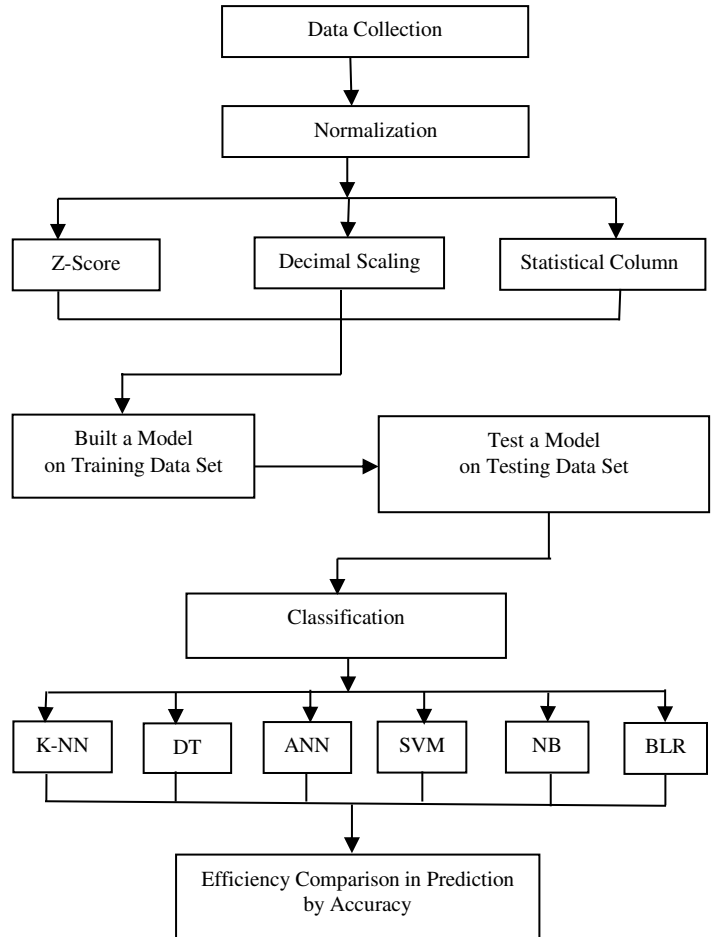 Data Collection
Normalization
Z-Score
Decimal Scaling
Statistical Column
Built a Model
on Training Data Set
Test a Model
on Testing Data Set
Classification
K-NN
DT
ANN
SVM
NB
BLR
Efficiency Comparison in Prediction
by Accuracy